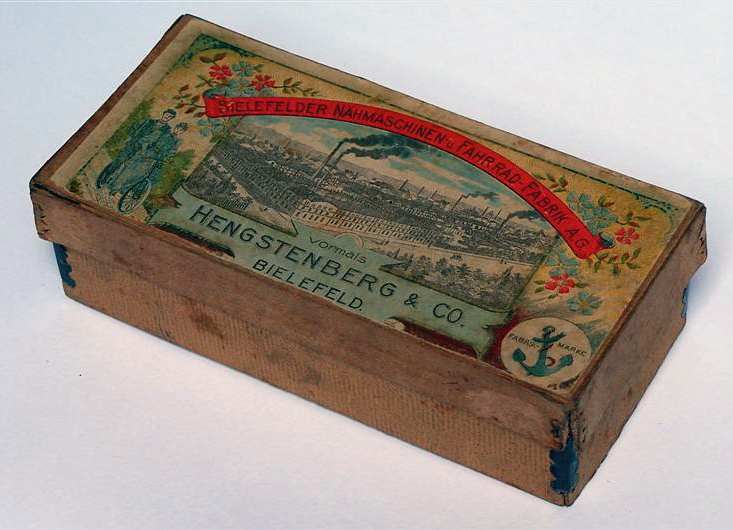 BIELEFELDER NÄHMASCHINEN- U. FAHRRAD-FABRIK A.G.
vormals
HENGSTENBERG & CO.
BIELEFELD.
FABRIK- MARKE